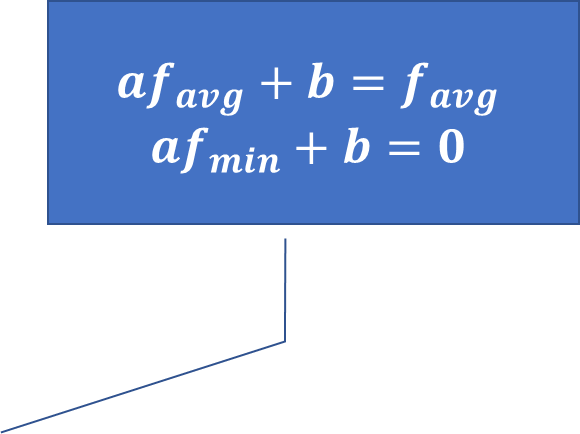 af_avg + b = f_avg
af_min + b = 0